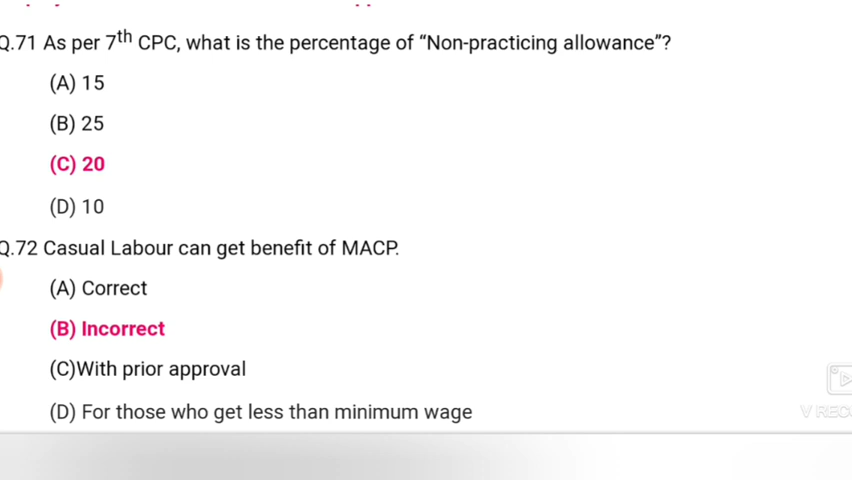 Q.71 As per 7th CPC, what is the percentage of “Non-practicing allowance”?
(A) 15
(B) 25
(C) 20
(D) 10
Q.72 Casual Labour can get benefit of MACP.
(A) Correct
(B) Incorrect
(C)With prior approval
(D) For those who get less than minimum wage
V RECO